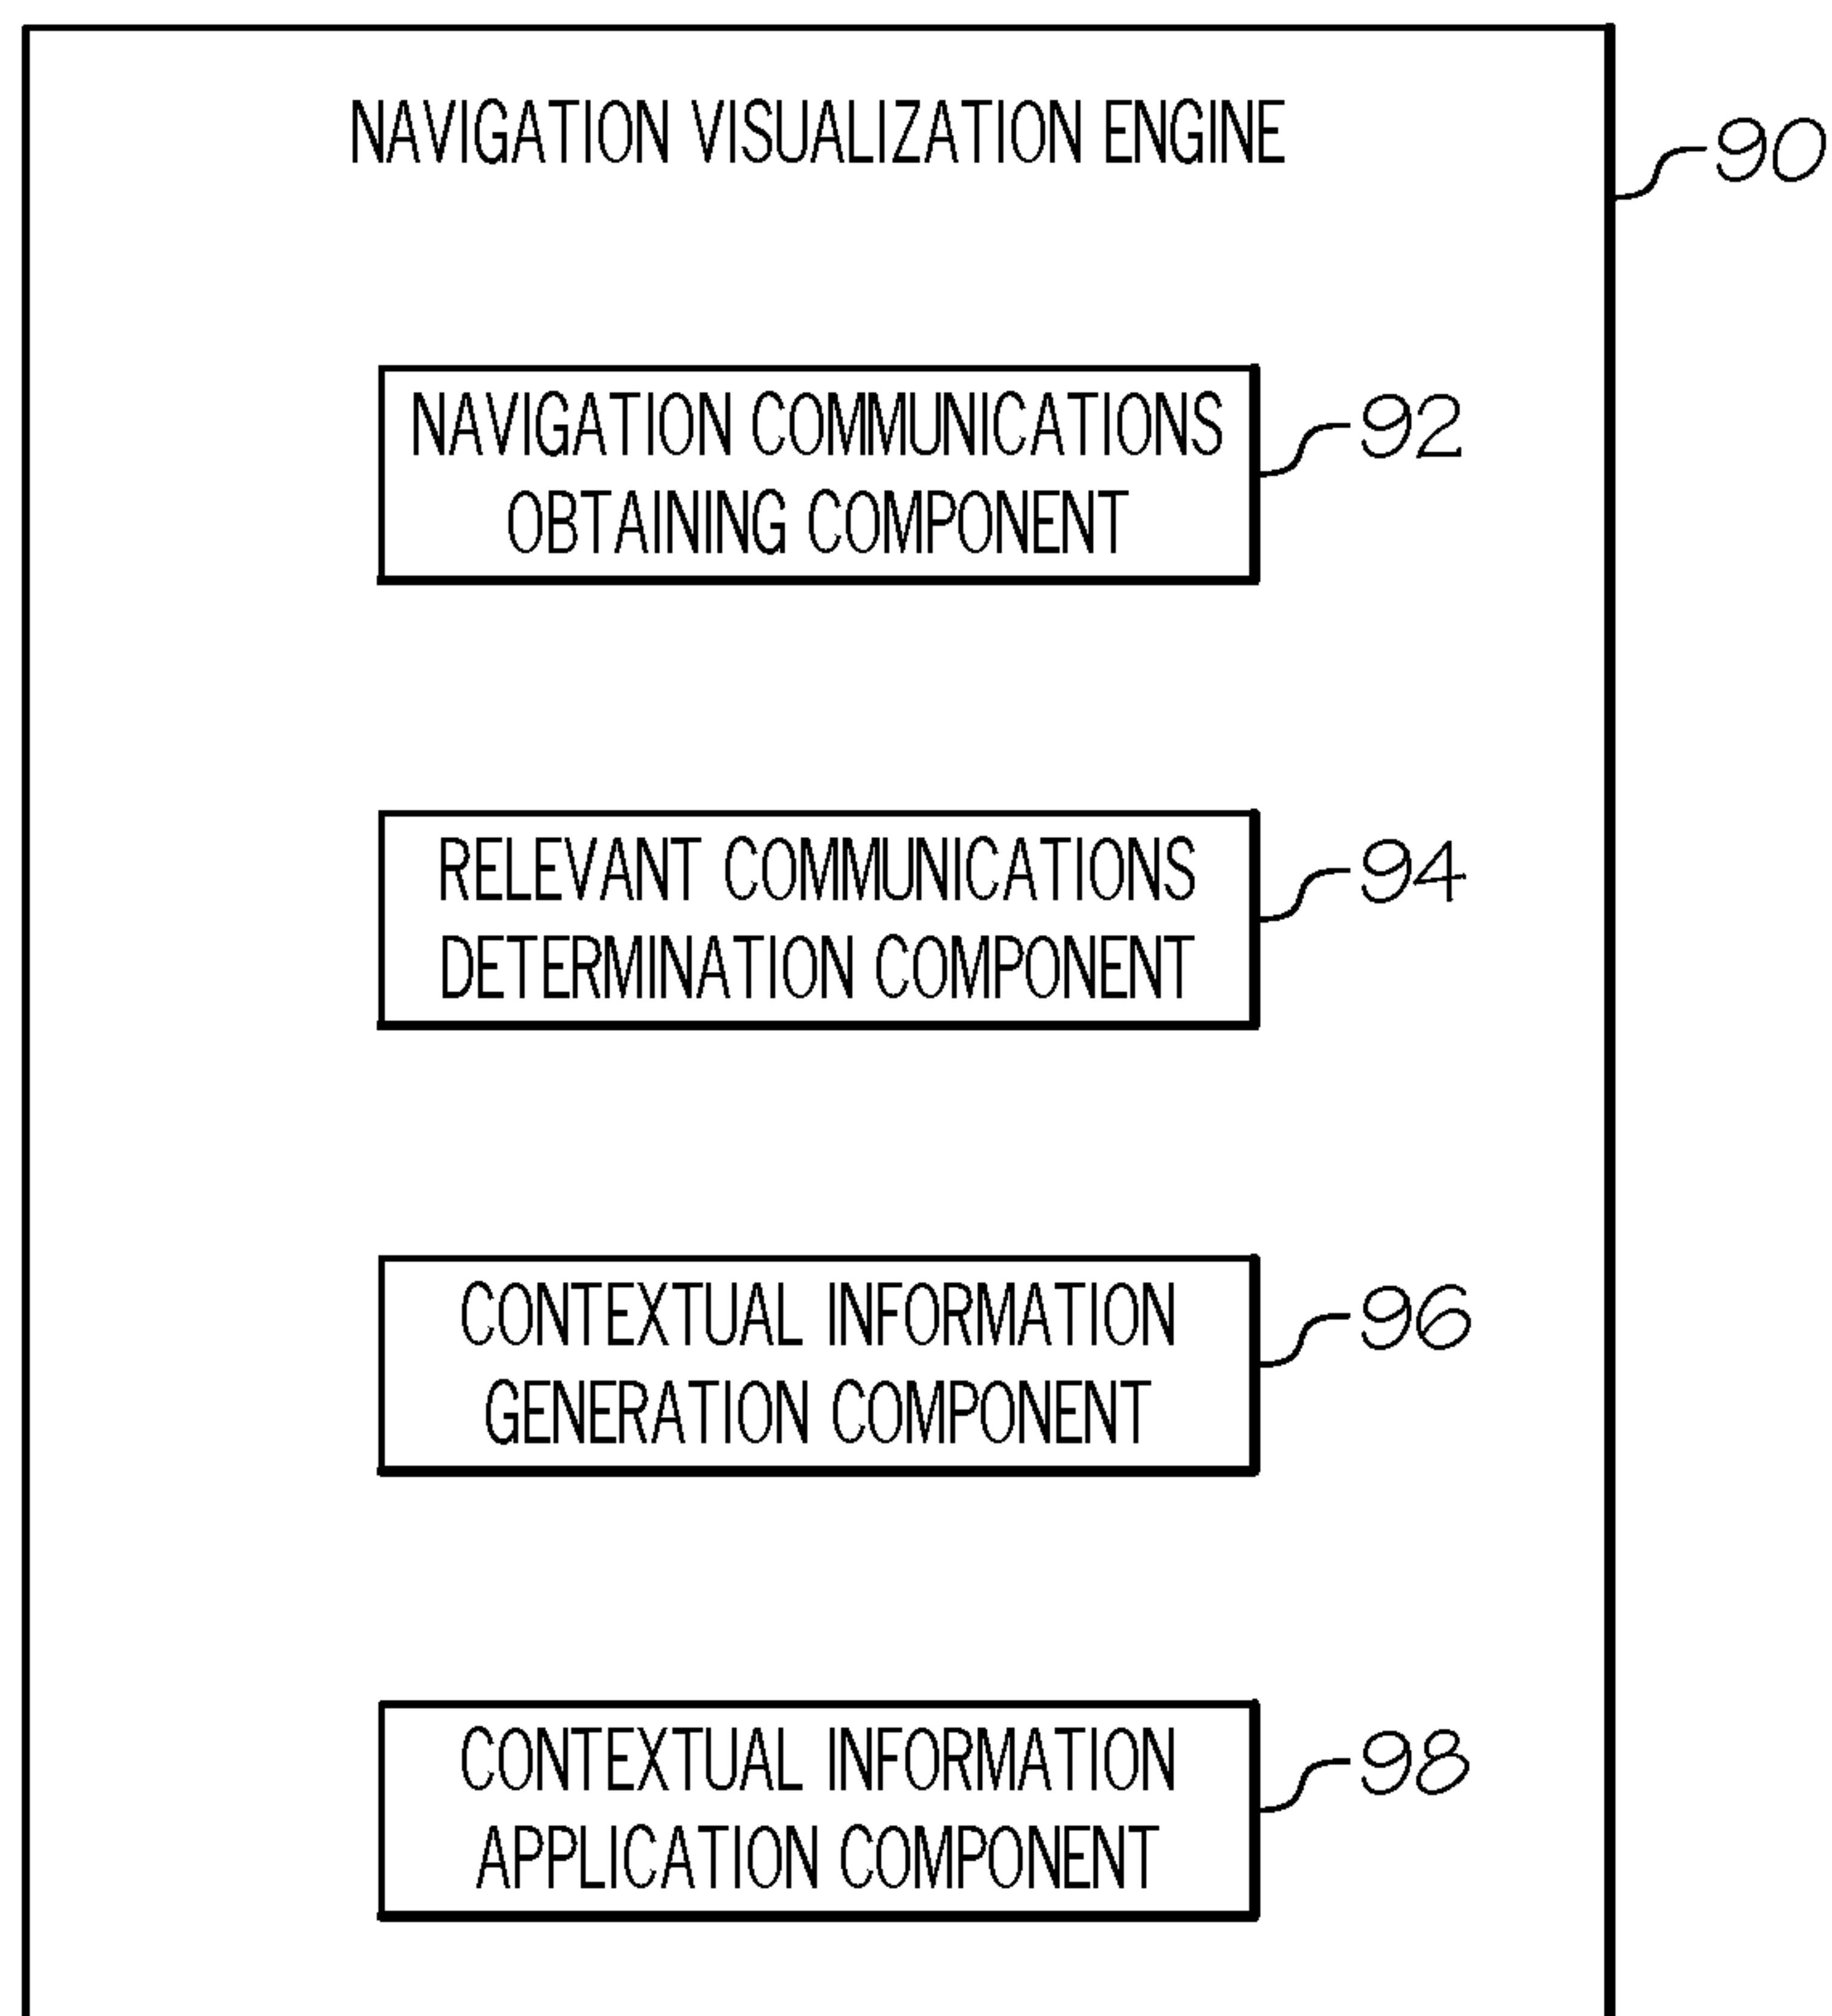 NAVIGATION VISUALIZATION ENGINE
90
NAVIGATION COMMUNICATIONS
OBTAINING COMPONENT
92
RELEVANT COMMUNICATIONS
DETERMINATION COMPONENT
94
CONTEXTUAL INFORMATION
GENERATION COMPONENT
96
CONTEXTUAL INFORMATION
APPLICATION COMPONENT
98